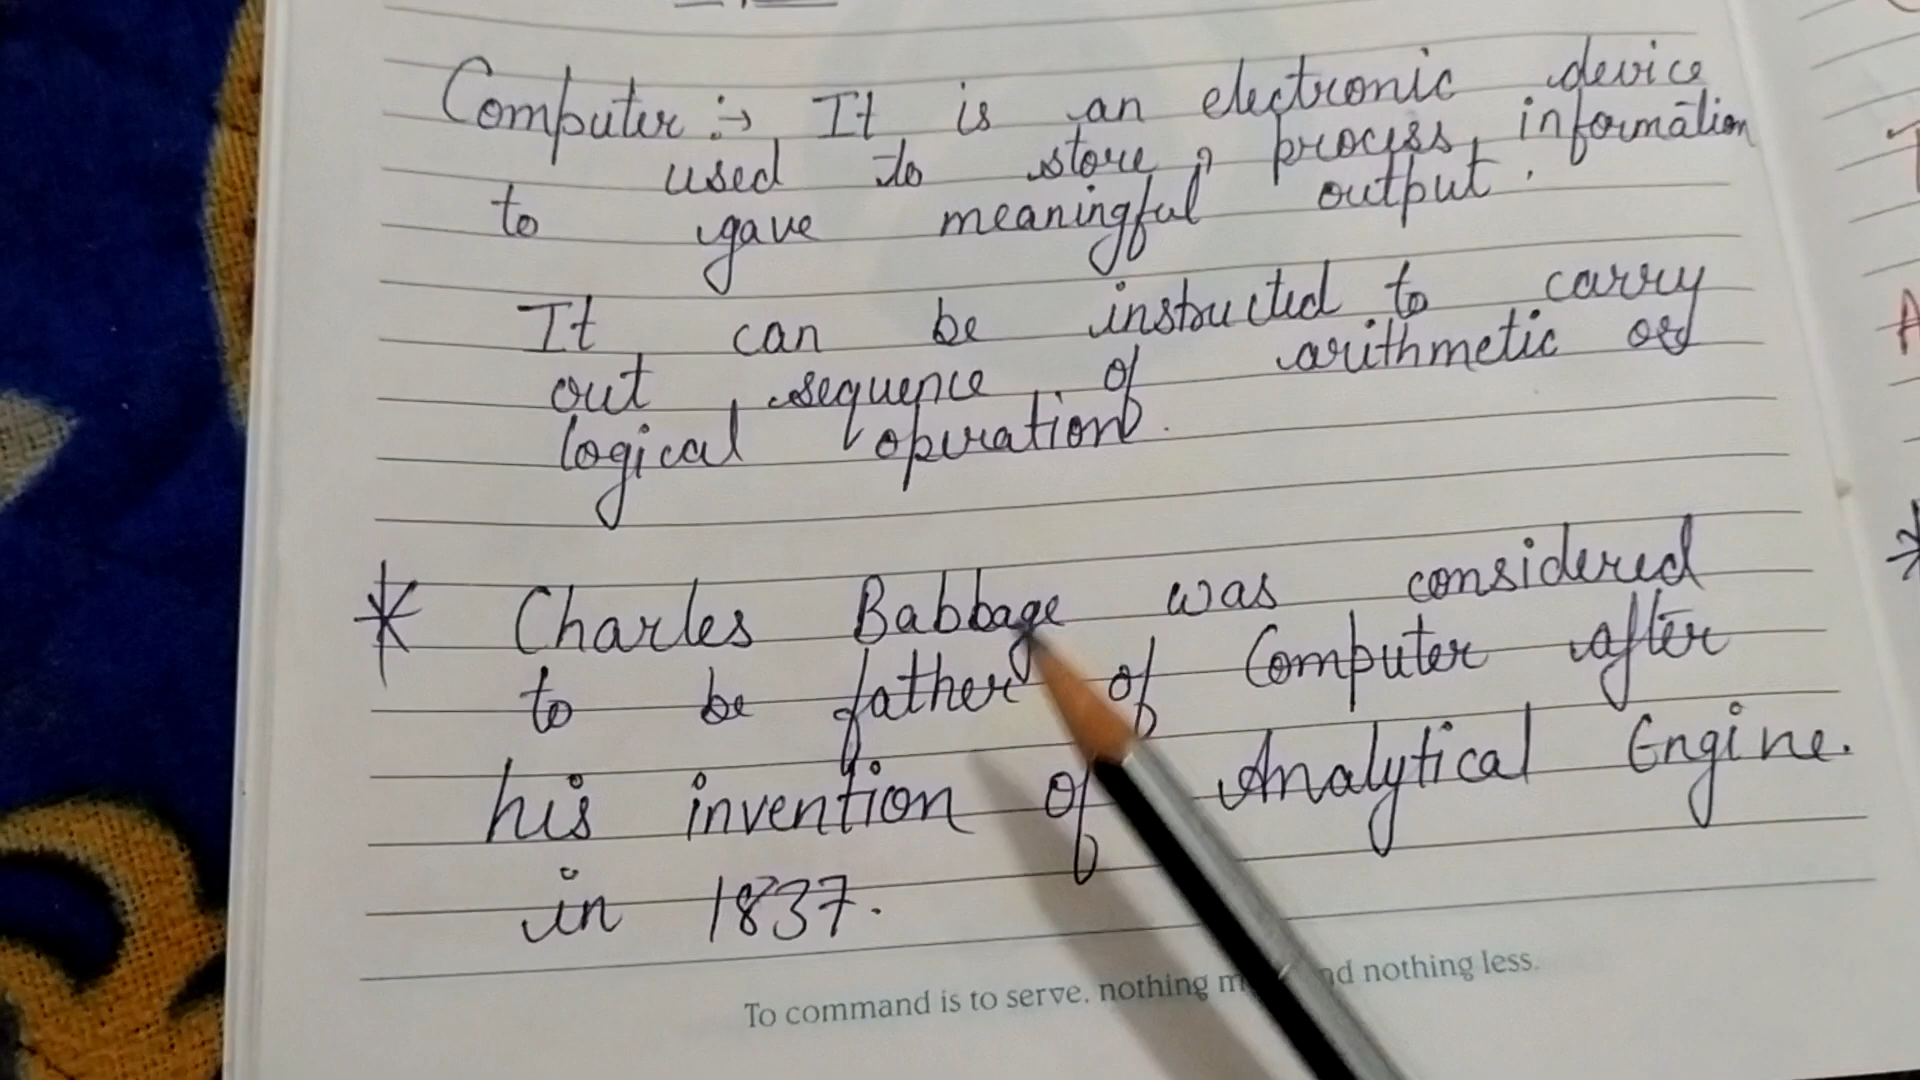 Computer :→ It is an electronic device
used to store, process, information
to gave meaningful output.
It can be instructed to carry
out sequence of arithmetic or
logical operation.
* Charles Babbage was considered
to be father of Computer after
his invention of Analytical Engine.
in 1837.
To command is to serve, nothing nd nothing less.